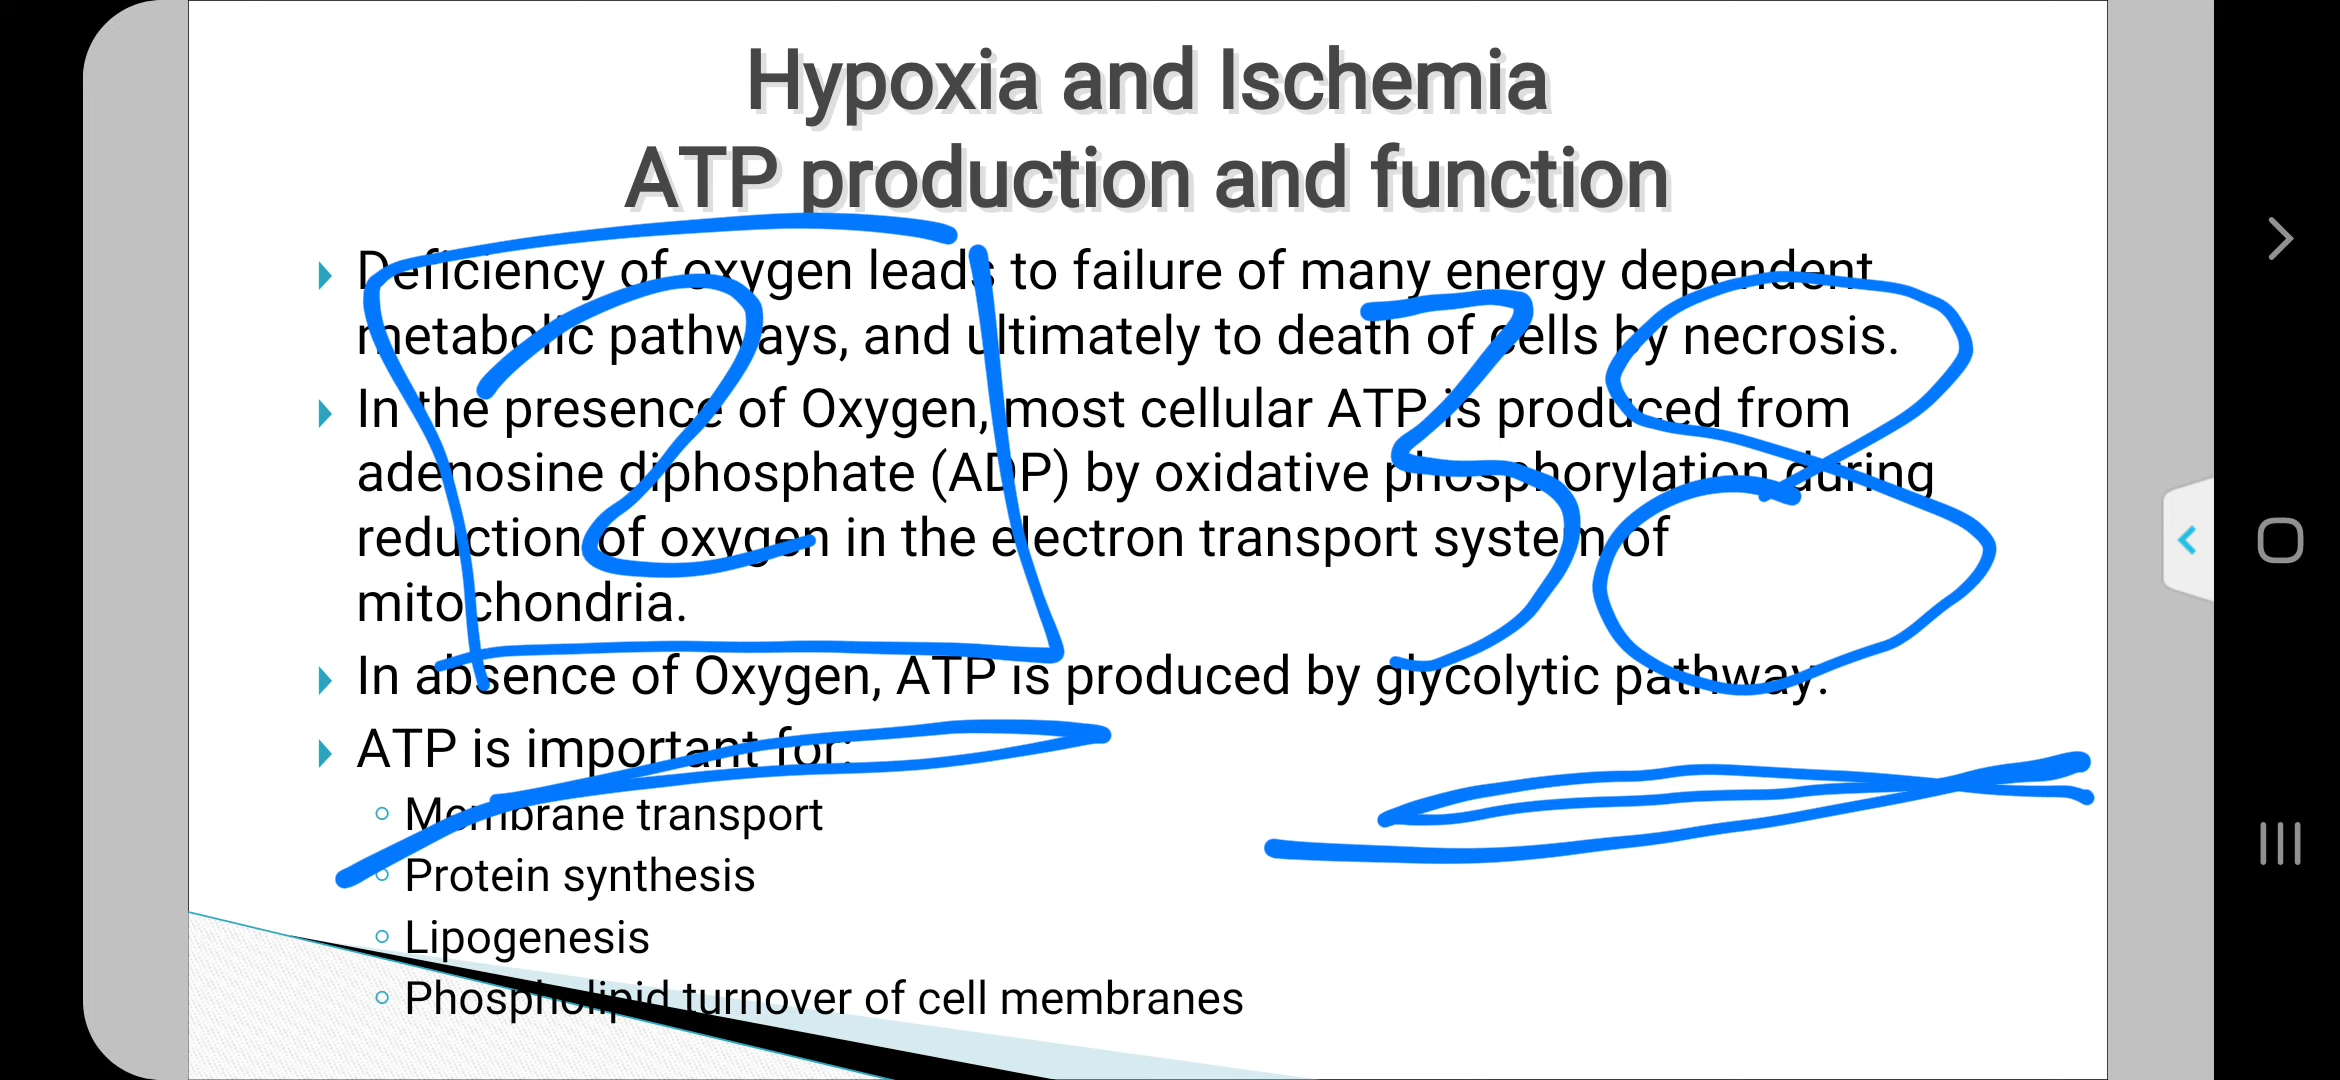 Hypoxia and Ischemia
ATP production and function
Deficiency of oxygen leads to failure of many energy dependent
metabolic pathways, and ultimately to death of cells by necrosis.
In the presence of Oxygen, most cellular ATP is produced from
adenosine diphosphate (ADP) by oxidative phosphorylation during
reduction of oxygen in the electron transport system of
mitochondria.
In absence of Oxygen, ATP is produced by glycolytic pathway.
ATP is important for:
Membrane transport
Protein synthesis
Lipogenesis
Phospholipid turnover of cell membranes
2 38